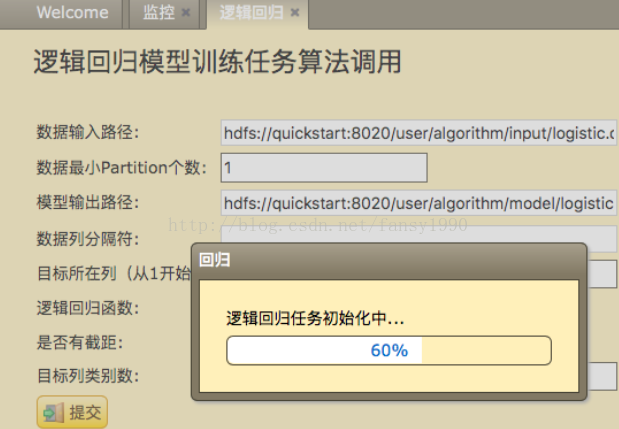 Welcome 监控 × 逻辑回归 ×
逻辑回归模型训练任务算法调用
数据输入路径： hdfs://quickstart:8020/user/algorithm/input/logistic.
数据最小Partition个数： 1
模型输出路径： hdfs://quickstart:8020/user/algorithm/model/logistic
http://blog.csdn.net/fansy1990
数据列分隔符：
回归
目标所在列（从1开始
逻辑回归函数：
逻辑回归任务初始化中...
是否有截距：
60%
目标列类别数：
提交